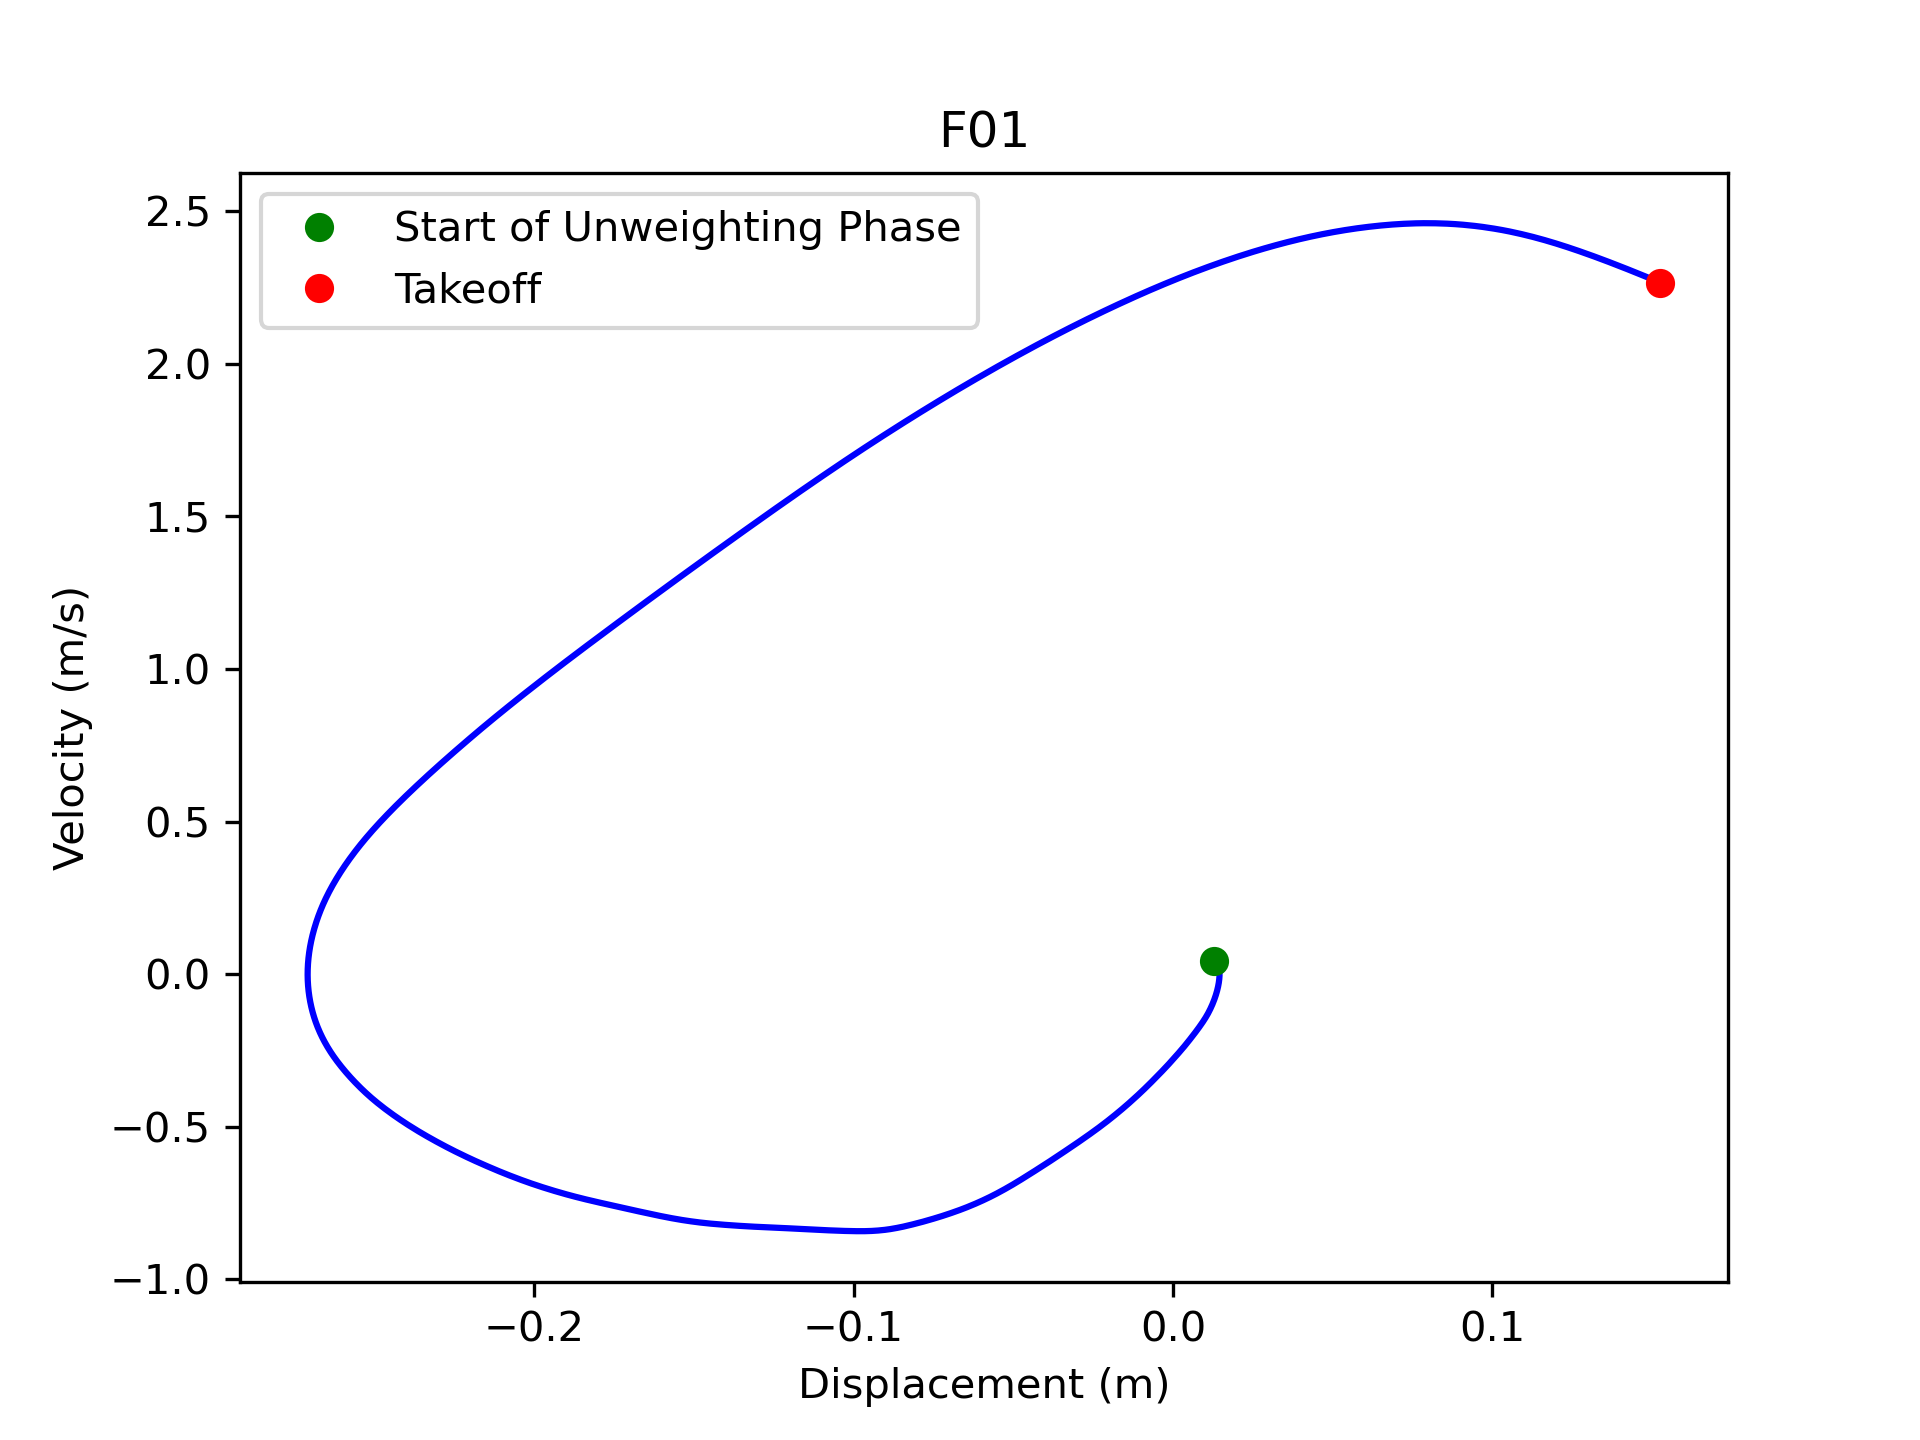 F01
Start of Unweighting Phase
Takeoff
2.5
2.0
1.5
1.0
0.5
0.0
−0.5
−1.0
Velocity (m/s)
−0.2
−0.1
0.0
0.1
Displacement (m)